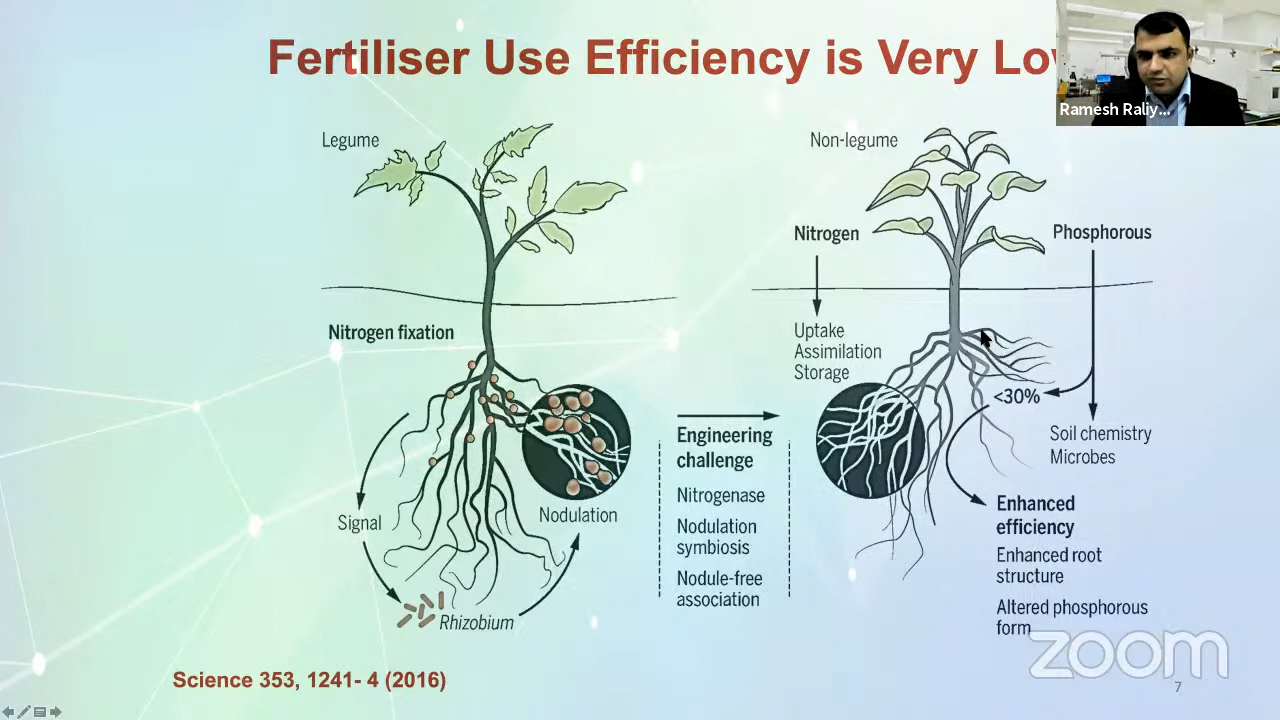 Fertiliser Use Efficiency is Very Lo
Ramesh Raliy...
Legume
Nitrogen fixation
Signal
Rhizobium
Nodulation
Engineering
challenge
Nitrogenase
Nodulation
symbiosis
Nodule-free
association
Non-legume
Nitrogen
Uptake
Assimilation
Storage
Phosphorous
<30%
Soil chemistry
Microbes
Enhanced
efficiency
Enhanced root
structure
Altered phosphorous
form
zoom
Science 353, 1241- 4 (2016)
7